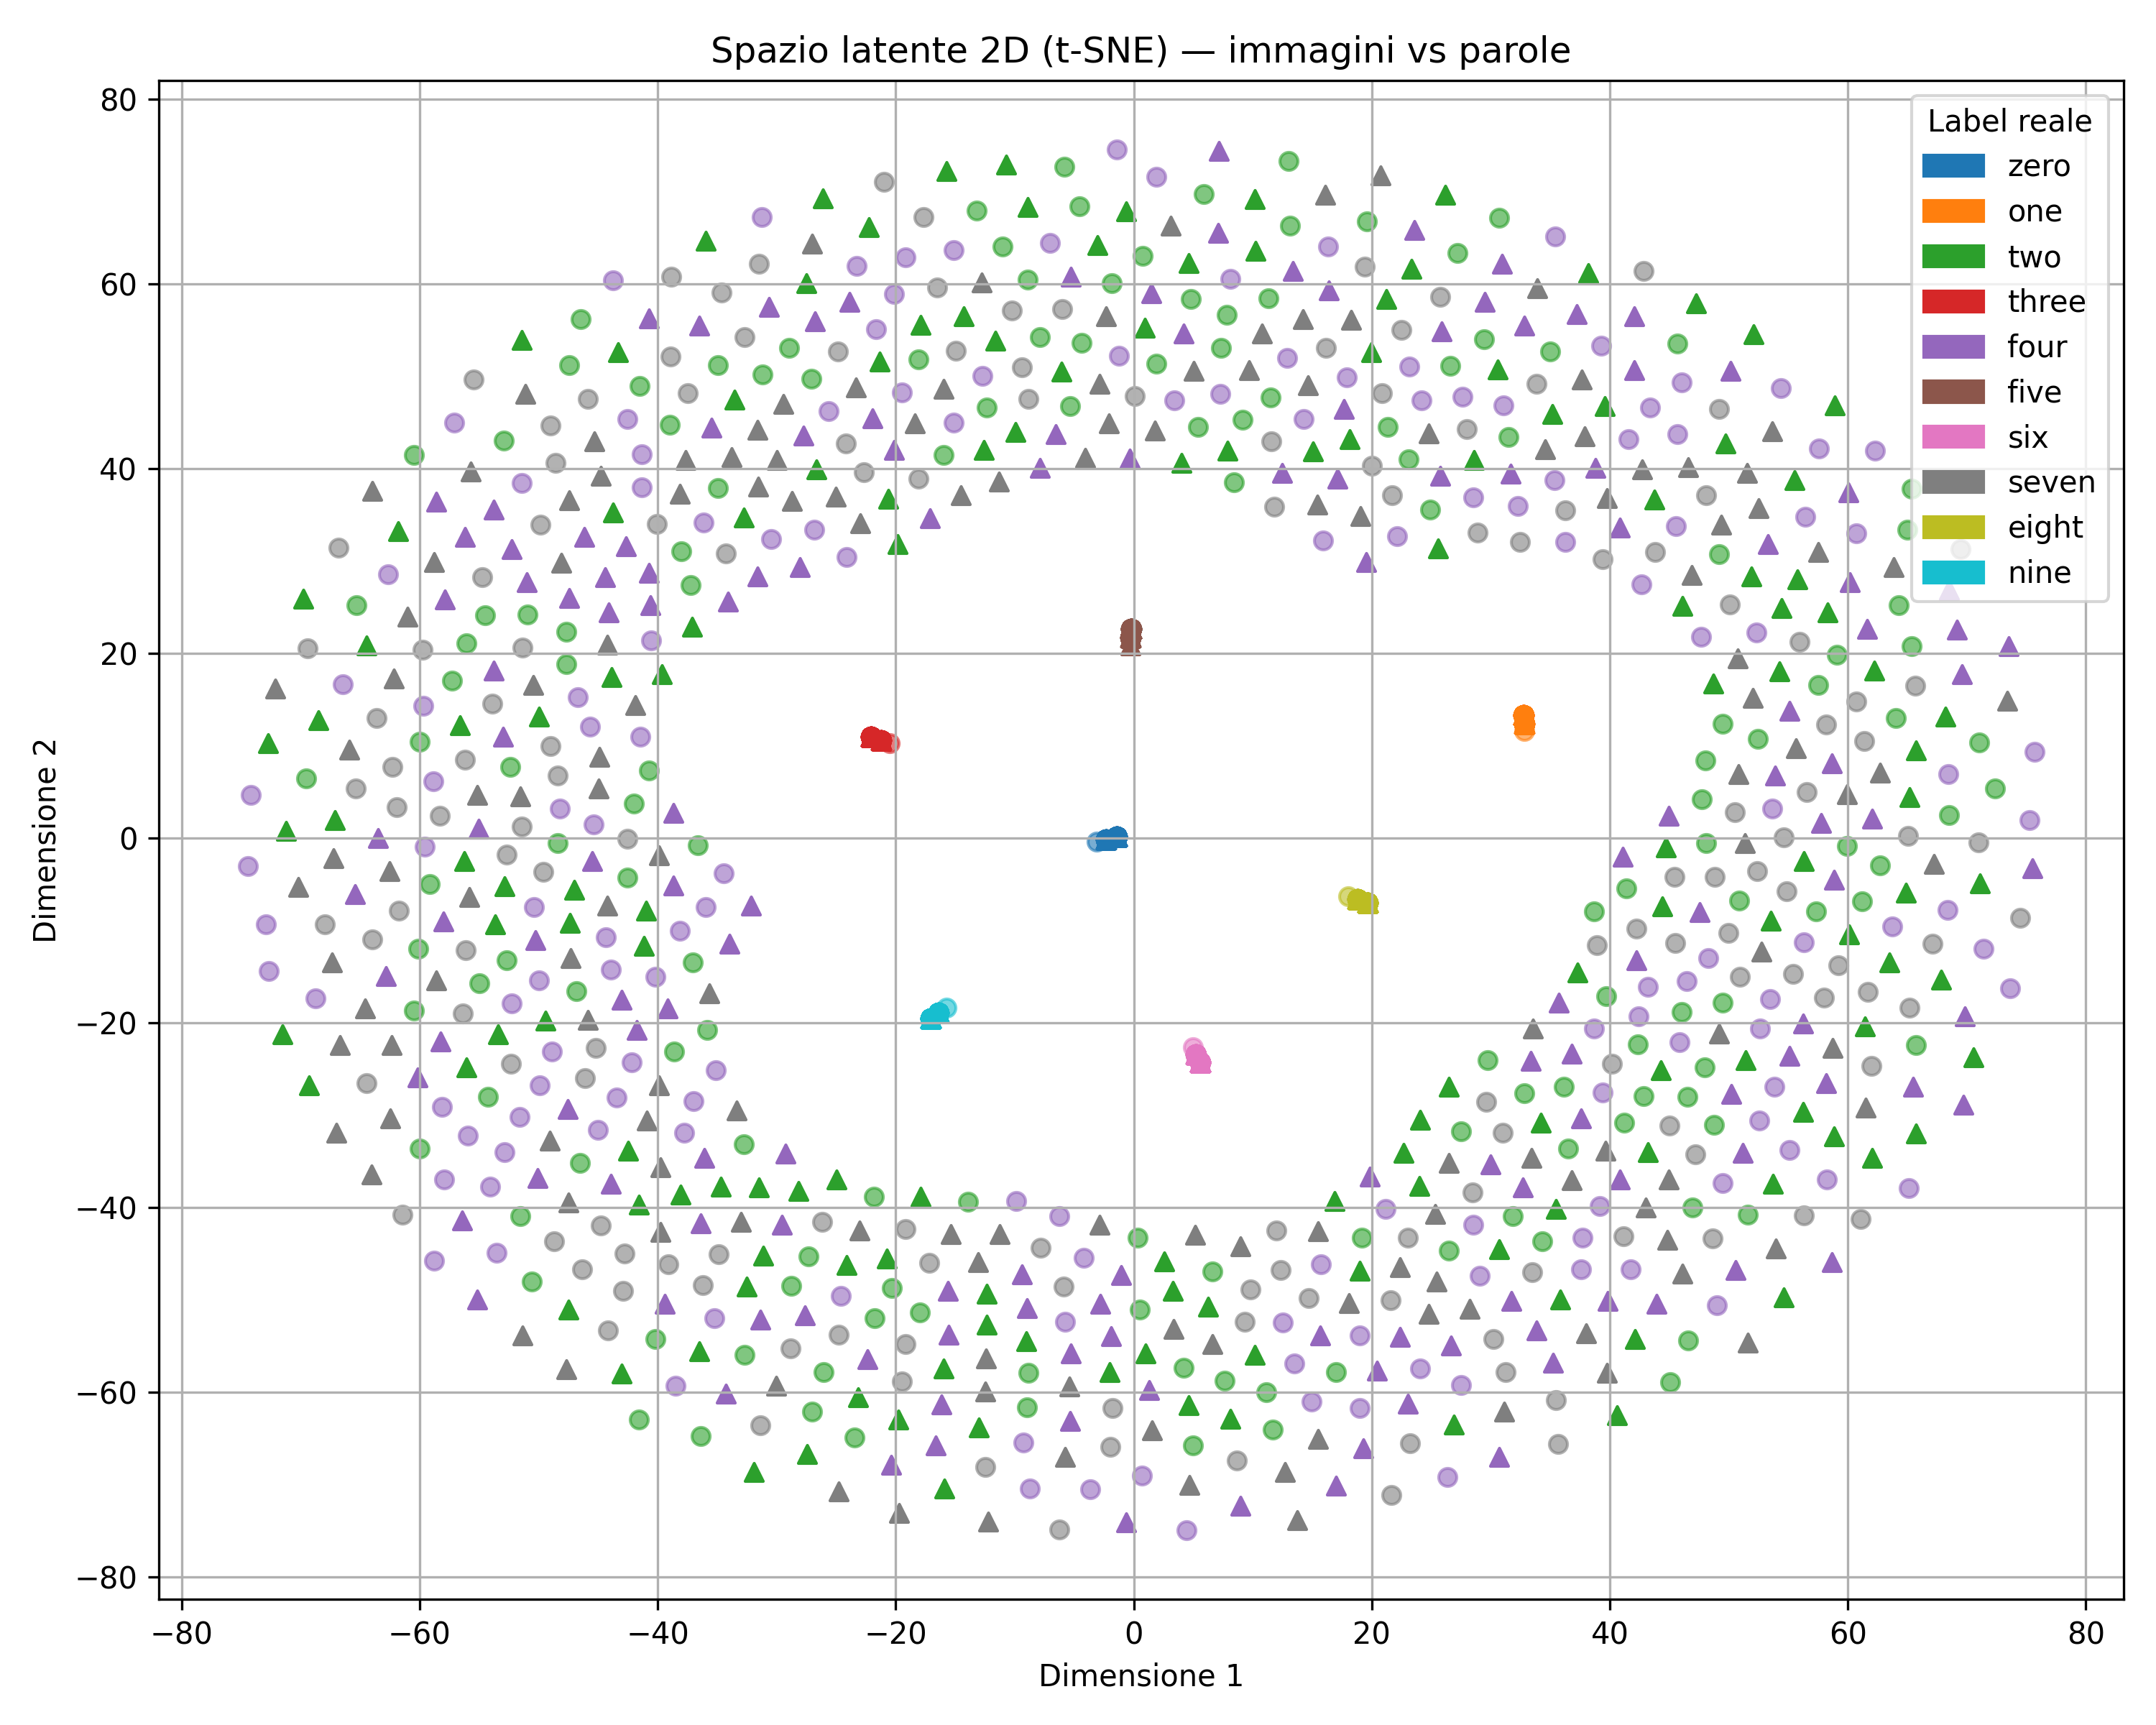 Spazio latente 2D (t-SNE) — immagini vs parole
Label reale
zero
one
two
three
four
five
six
seven
eight
nine
80
60
40
20
0
−20
−40
−60
−80
Dimensione 2
−80 −60 −40 −20 0 20 40 60 80
Dimensione 1